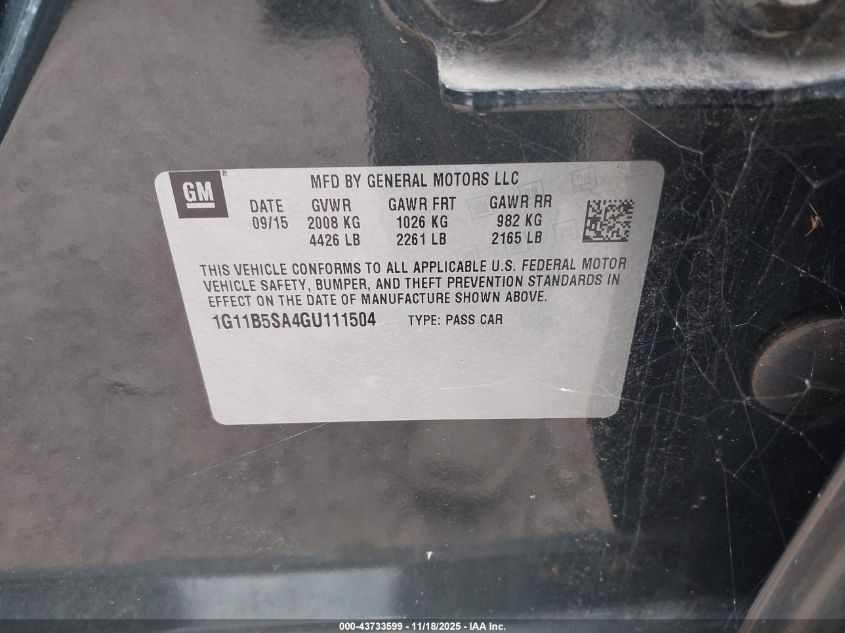 GM
MFD BY GENERAL MOTORS LLC
DATE GVWR GAWR FRT GAWR RR
09/15 2008 KG 1026 KG 982 KG
4426 LB 2261 LB 2165 LB
THIS VEHICLE CONFORMS TO ALL APPLICABLE U.S. FEDERAL MOTOR
VEHICLE SAFETY, BUMPER, AND THEFT PREVENTION STANDARDS IN
EFFECT ON THE DATE OF MANUFACTURE SHOWN ABOVE.
1G11B5SA4GU111504 TYPE: PASS CAR
000-43733599 - 11/18/2025 - IAA Inc.